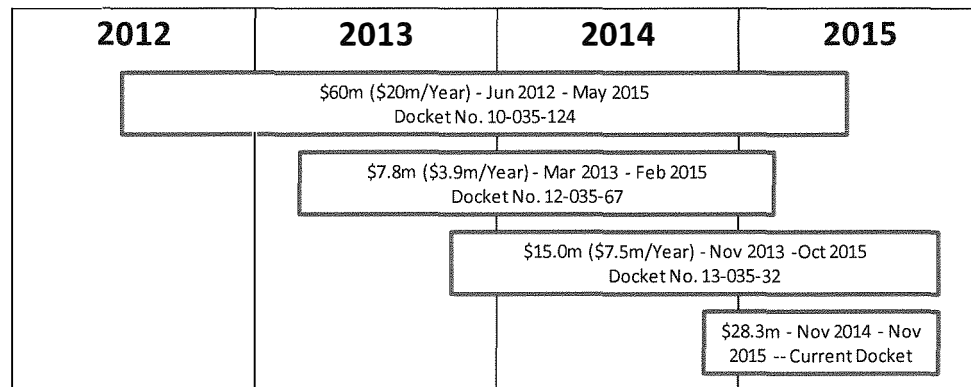 2012 2013 2014 2015
$60m ($20m/Year) - Jun 2012 - May 2015
Docket No. 10-035-124
$7.8m ($3.9m/Year) - Mar 2013 - Feb 2015
Docket No. 12-035-67
$15.0m ($7.5m/Year) - Nov 2013 -Oct 2015
Docket No. 13-035-32
$28.3m - Nov 2014 - Nov
2015 -- Current Docket